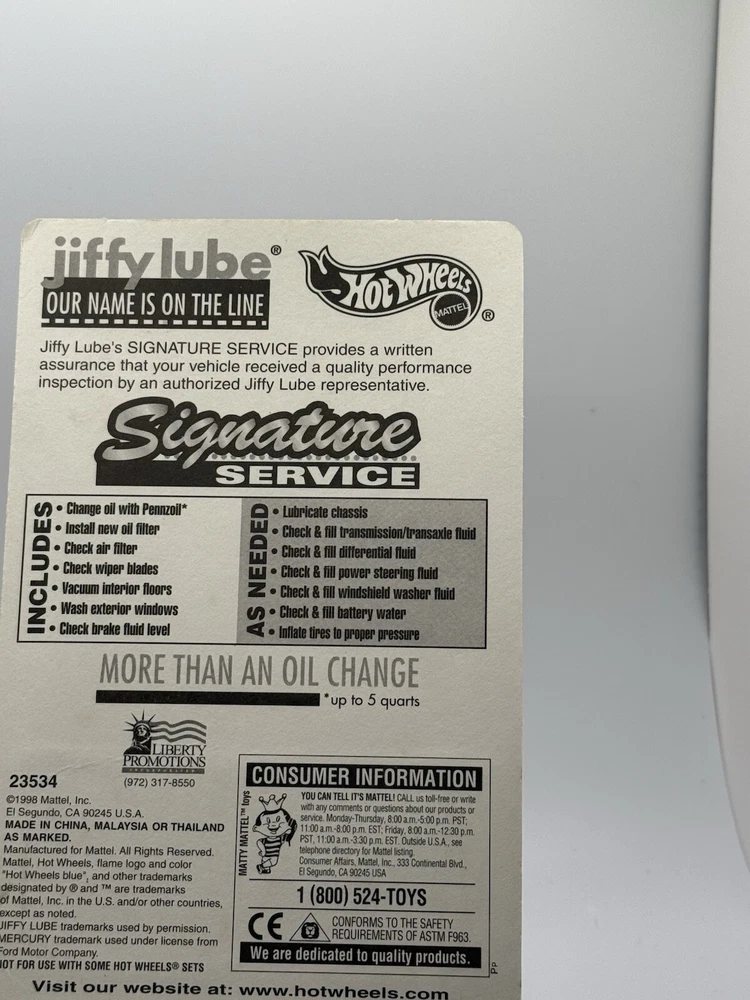 jiffy lube®
OUR NAME IS ON THE LINE
HOT WHEELS
MATTEL
®
Jiffy Lube's SIGNATURE SERVICE provides a written
assurance that your vehicle received a quality performance
inspection by an authorized Jiffy Lube representative.
Signature
SERVICE
INCLUDES
• Change oil with Pennzoil*
• Install new oil filter
• Check air filter
• Check wiper blades
• Vacuum interior floors
• Wash exterior windows
• Check brake fluid level
AS NEEDED
• Lubricate chassis
• Check & fill transmission/transaxle fluid
• Check & fill differential fluid
• Check & fill power steering fluid
• Check & fill windshield washer fluid
• Check & fill battery water
• Inflate tires to proper pressure
MORE THAN AN OIL CHANGE
*up to 5 quarts
LIBERTY
PROMOTIONS
INCORPORATED
(972) 317-8550
23534
©1998 Mattel, Inc.
El Segundo, CA 90245 U.S.A.
MADE IN CHINA, MALAYSIA OR THAILAND
AS MARKED.
Manufactured for Mattel. All Rights Reserved.
Mattel, Hot Wheels, flame logo and color
"Hot Wheels blue", and other trademarks
designated by ® and ™ are trademarks
of Mattel, Inc. in the U.S. and/or other countries,
except as noted.
JIFFY LUBE trademarks used by permission.
MERCURY trademark used under license from
Ford Motor Company.
NOT FOR USE WITH SOME HOT WHEELS® SETS
CONSUMER INFORMATION
MATTY MATTEL™ toys
YOU CAN TELL IT'S MATTEL! CALL us toll-free or write
with any comments or questions about our products or
service. Monday-Thursday, 8:00 a.m.-5:00 p.m. PST;
11:00 a.m.-8:00 p.m. EST; Friday, 8:00 a.m.-12:30 p.m.
PST, 11:00 a.m.-3:30 p.m. EST. Outside U.S.A., see
telephone directory for Mattel listing.
Consumer Affairs, Mattel, Inc., 333 Continental Blvd.,
El Segundo, CA 90245 USA
1 (800) 524-TOYS
CE
CONFORMS TO THE SAFETY
REQUIREMENTS OF ASTM F963.
We are dedicated to quality products.
PP
Visit our website at: www.hotwheels.com